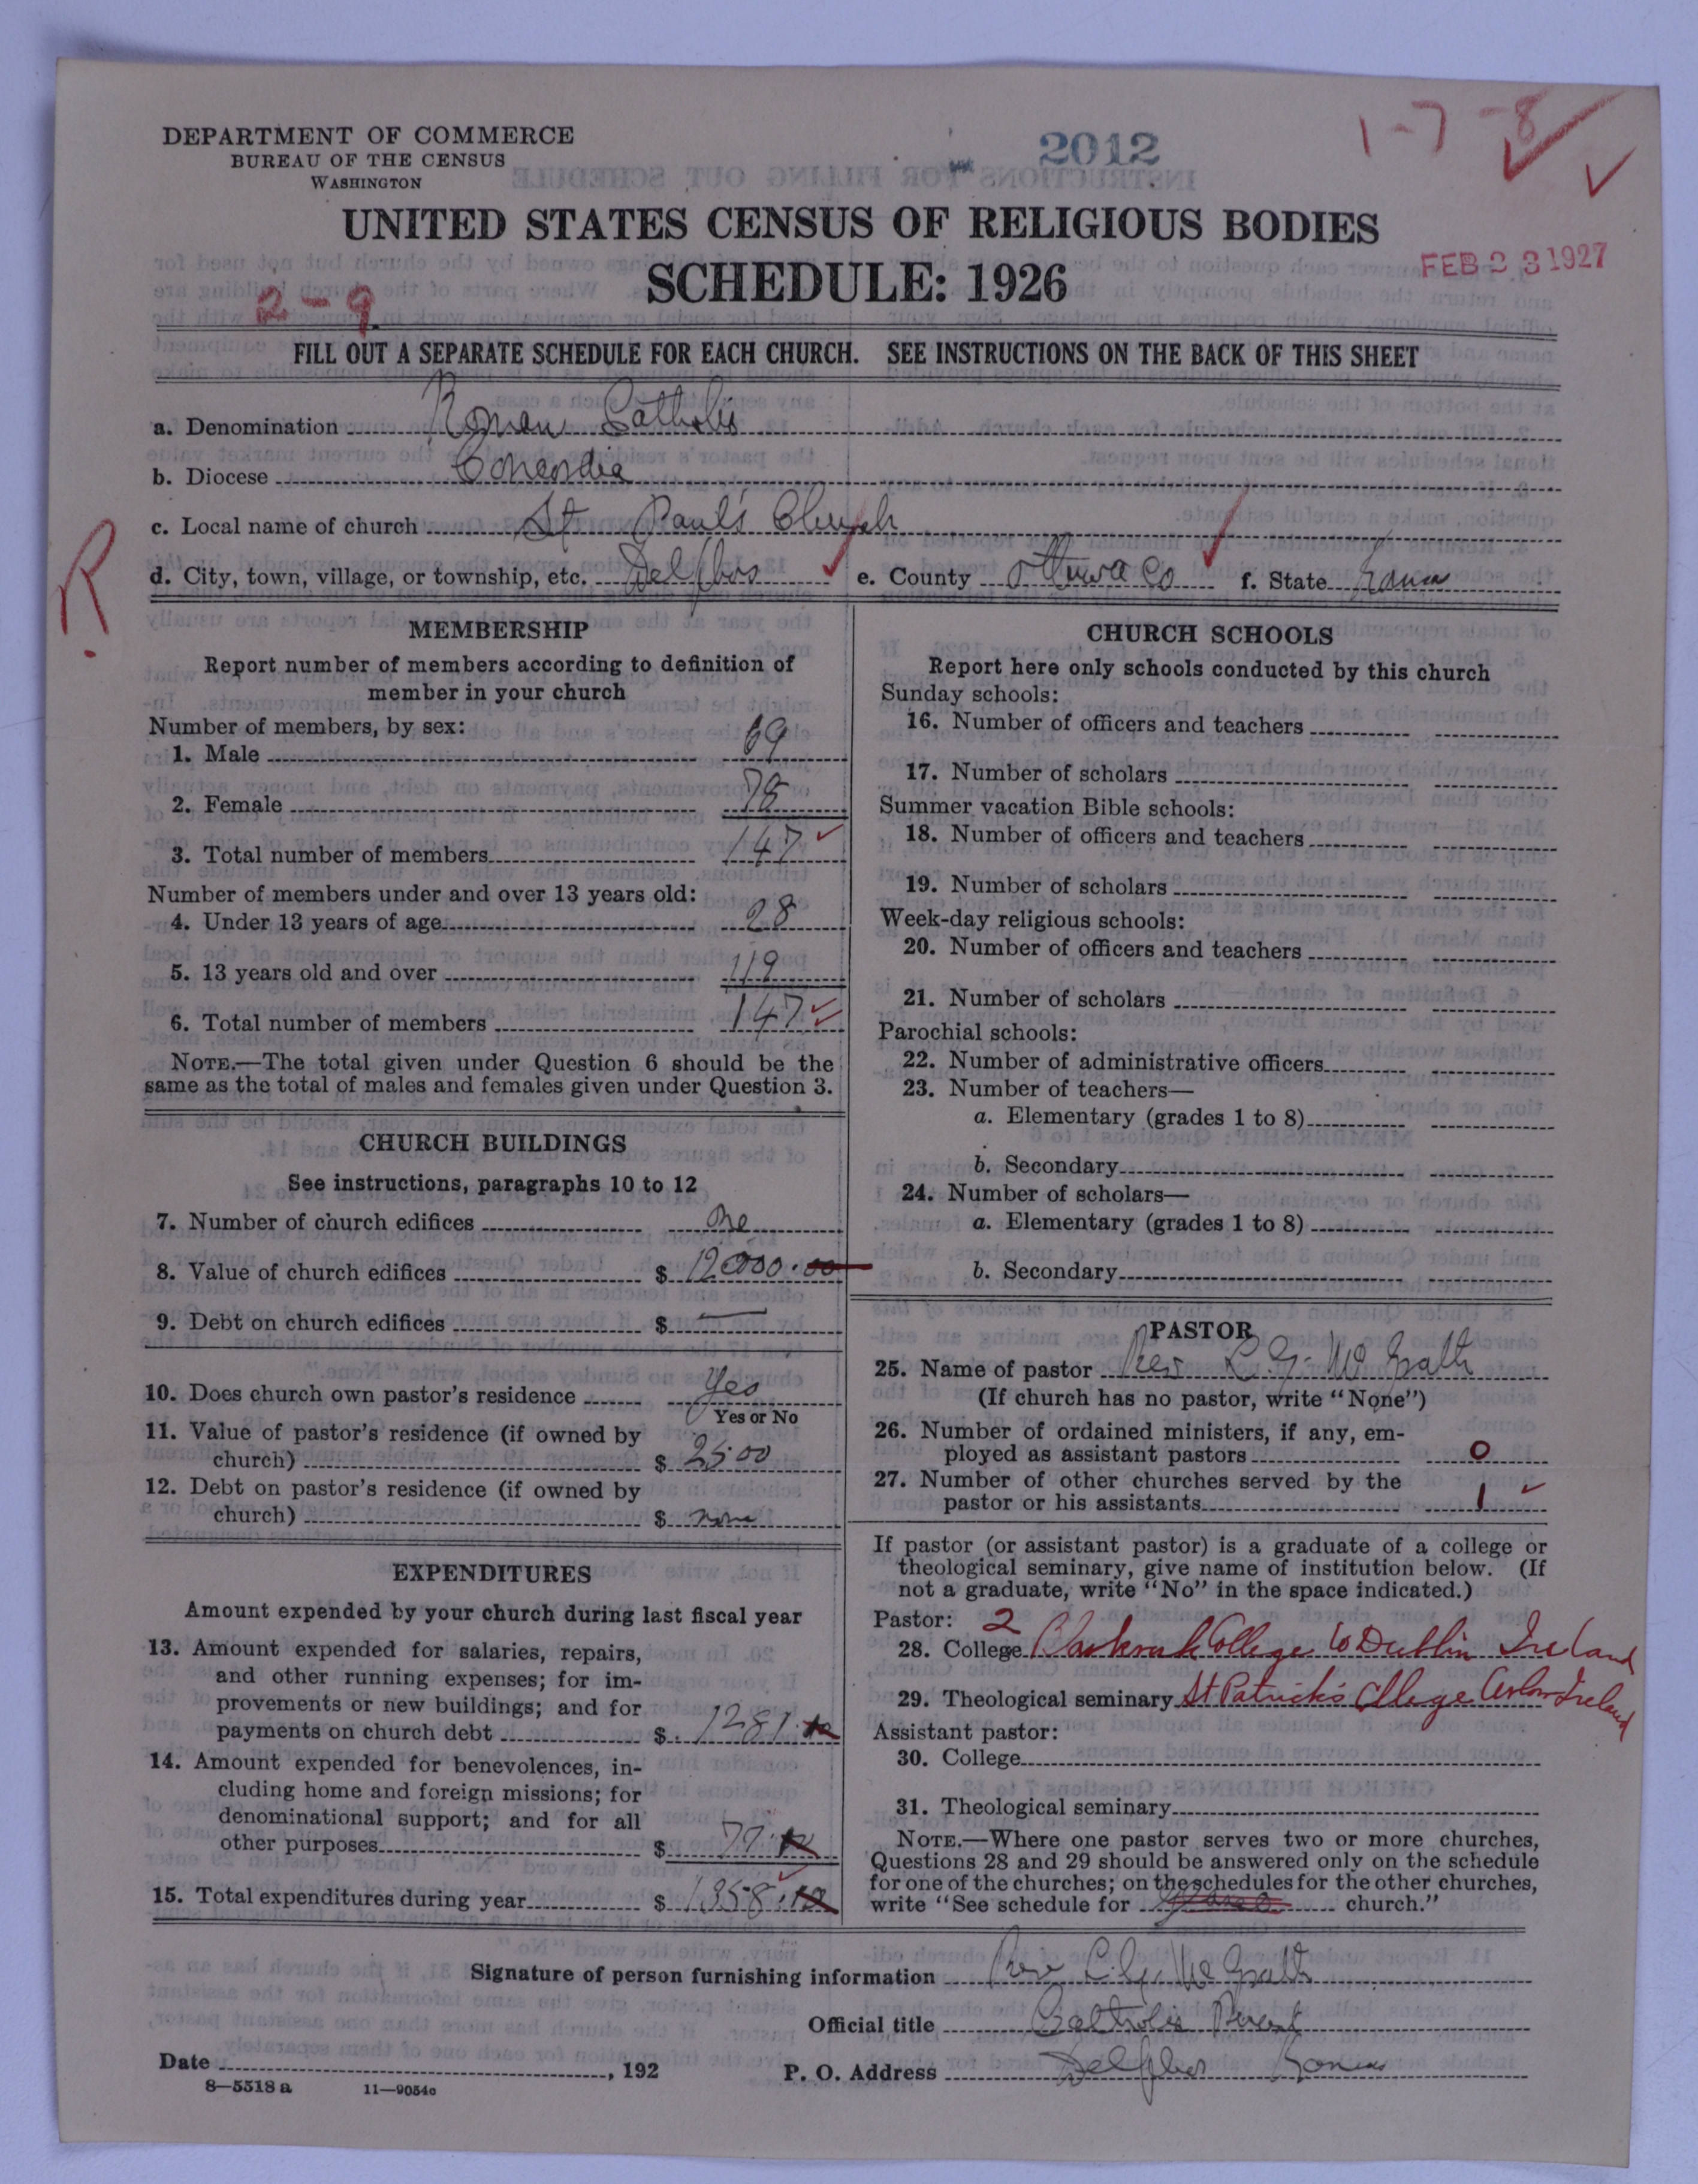 DEPARTMENT OF COMMERCE
BUREAU OF THE CENSUS
WASHINGTON
2012
1-7-8
UNITED STATES CENSUS OF RELIGIOUS BODIES
SCHEDULE: 1926
FEB 23 1927
2-9
FILL OUT A SEPARATE SCHEDULE FOR EACH CHURCH. SEE INSTRUCTIONS ON THE BACK OF THIS SHEET
a. Denomination Roman Catholic
b. Diocese Concordia
c. Local name of church St Paul's Church
d. City, town, village, or township, etc. Delphos e. County Ottawa Co f. State Kansas
R
MEMBERSHIP
Report number of members according to definition of
member in your church
Number of members, by sex:
1. Male 69
2. Female 78
3. Total number of members 147
Number of members under and over 13 years old:
4. Under 13 years of age 28
5. 13 years old and over 119
6. Total number of members 147
NOTE.—The total given under Question 6 should be the
same as the total of males and females given under Question 3.
CHURCH BUILDINGS
See instructions, paragraphs 10 to 12
7. Number of church edifices One
8. Value of church edifices $ 12000.00
9. Debt on church edifices $ —
10. Does church own pastor's residence Yes
Yes or No
11. Value of pastor's residence (if owned by
church) $ 2500
12. Debt on pastor's residence (if owned by
church) $ none
EXPENDITURES
Amount expended by your church during last fiscal year
13. Amount expended for salaries, repairs,
and other running expenses; for im-
provements or new buildings; and for
payments on church debt $ 1281
14. Amount expended for benevolences, in-
cluding home and foreign missions; for
denominational support; and for all
other purposes $ 77
15. Total expenditures during year $ 1358
CHURCH SCHOOLS
Report here only schools conducted by this church
Sunday schools:
16. Number of officers and teachers
17. Number of scholars
Summer vacation Bible schools:
18. Number of officers and teachers
19. Number of scholars
Week-day religious schools:
20. Number of officers and teachers
21. Number of scholars
Parochial schools:
22. Number of administrative officers
23. Number of teachers—
a. Elementary (grades 1 to 8)
b. Secondary
24. Number of scholars—
a. Elementary (grades 1 to 8)
b. Secondary
PASTOR
25. Name of pastor Rev C. G. McGrath
(If church has no pastor, write "None")
26. Number of ordained ministers, if any, em-
ployed as assistant pastors 0
27. Number of other churches served by the
pastor or his assistants 1
If pastor (or assistant pastor) is a graduate of a college or
theological seminary, give name of institution below. (If
not a graduate, write "No" in the space indicated.)
Pastor: 2
28. College Blackrock College Co Dublin Ireland
29. Theological seminary St Patrick's College Carlow Ireland
Assistant pastor:
30. College
31. Theological seminary
NOTE.—Where one pastor serves two or more churches,
Questions 28 and 29 should be answered only on the schedule
for one of the churches; on the schedules for the other churches,
write "See schedule for church."
Signature of person furnishing information Rev C. G. McGrath
Official title Catholic Priest
Date , 192 P. O. Address Delphos Kansas
8—5518 a 11—9054c